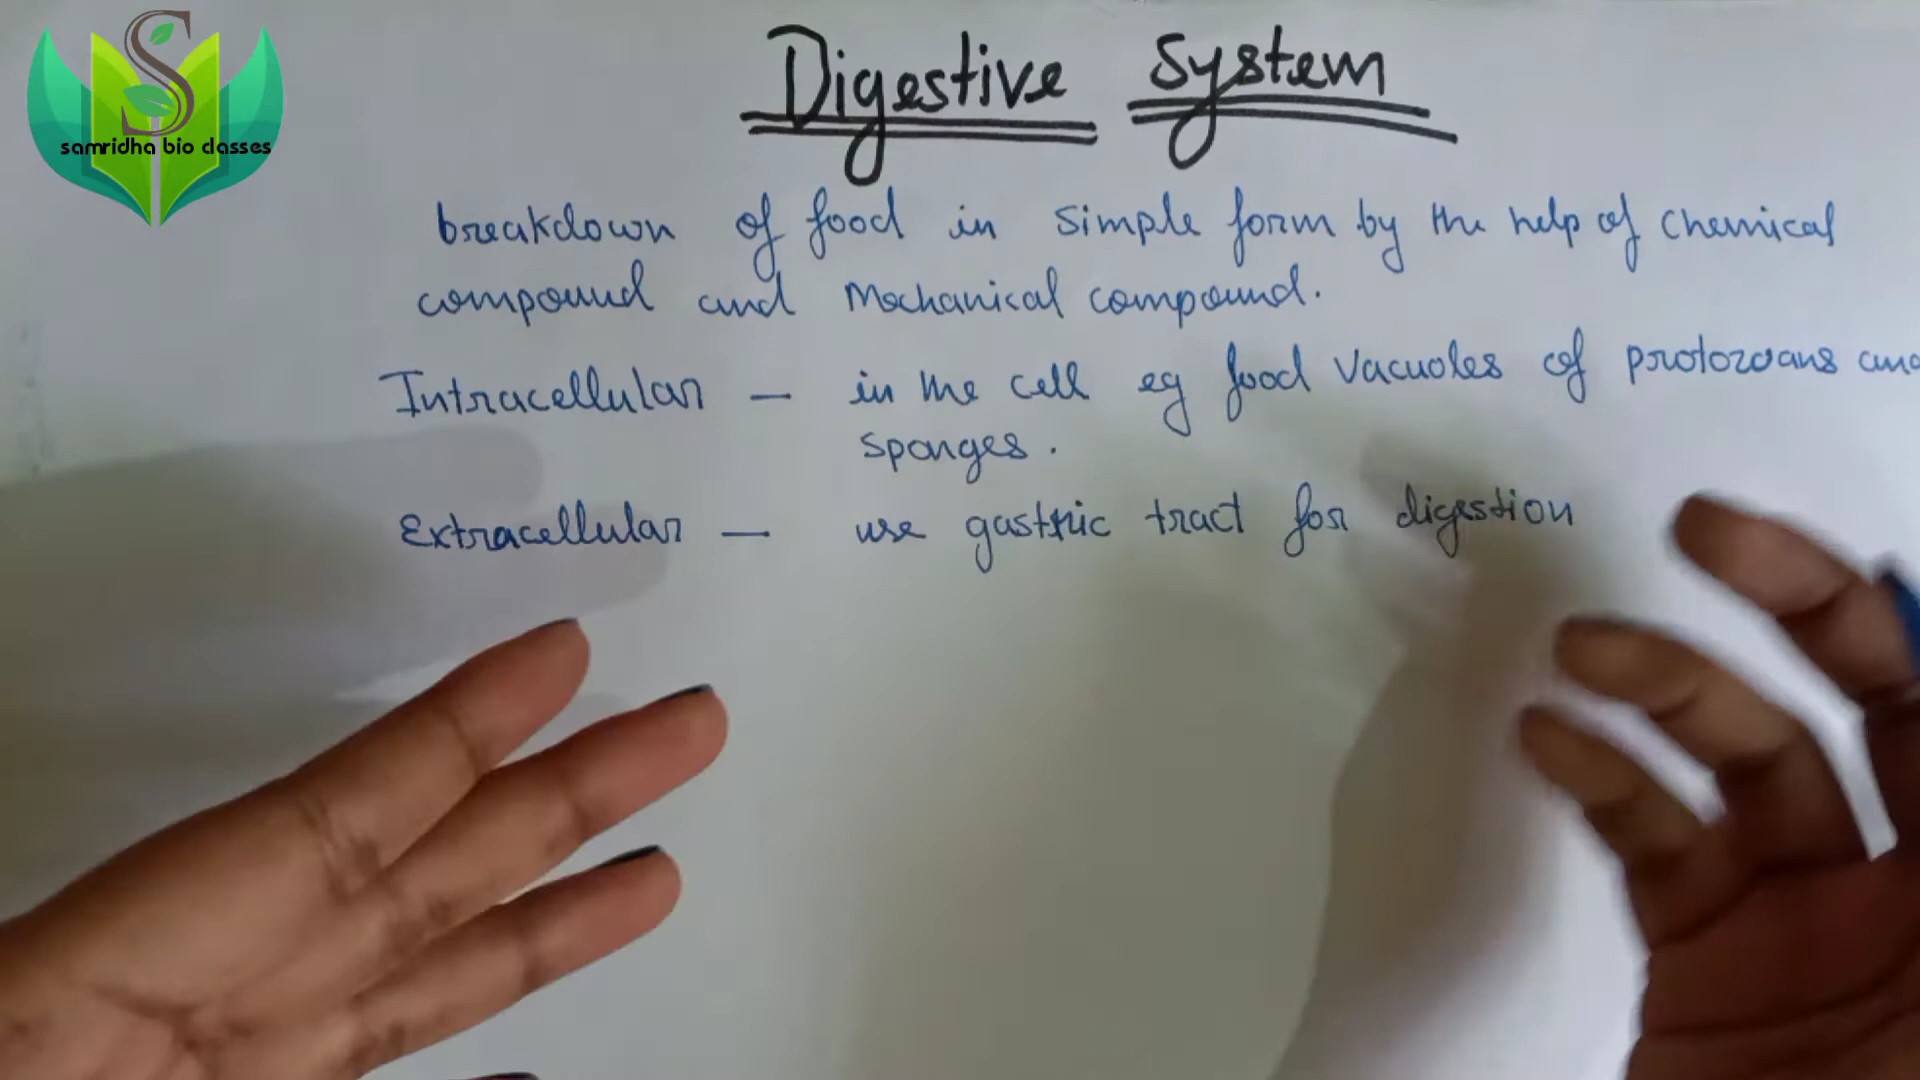 S
samridha bio classes
Digestive System
breakdown of food in simple form by the help of chemical
compound and Mechanical compound.
Intracellular — in the cell eg food vacuoles of protozoans and
sponges.
Extracellular — use gastric tract for digestion